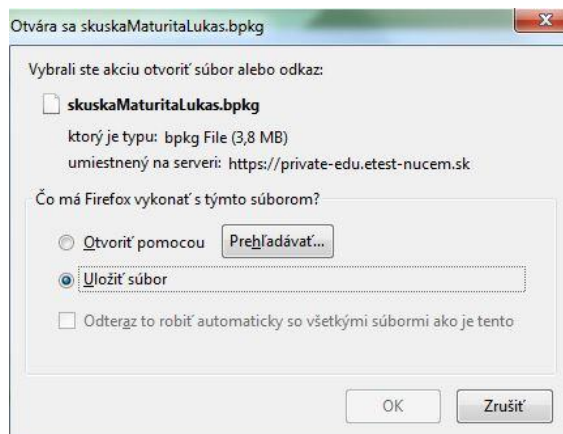 Otvára sa skuskaMaturitaLukas.bpkg
Vybrali ste akciu otvoriť súbor alebo odkaz:
skuskaMaturitaLukas.bpkg
ktorý je typu: bpkg File (3,8 MB)
umiestnený na serveri: https://private-edu.etest-nucem.sk
Čo má Firefox vykonať s týmto súborom?
Otvoriť pomocou Prehľadávať...
Uložiť súbor
Odteraz to robiť automaticky so všetkými súbormi ako je tento
OK Zrušiť